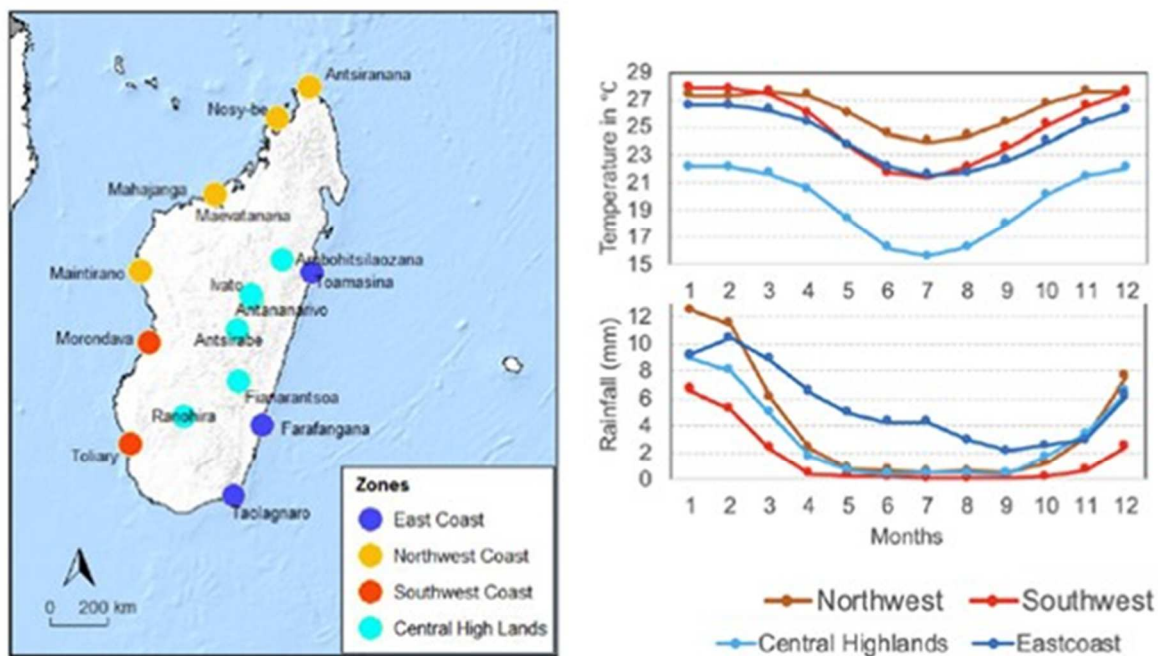 Antsiranana
Nosy-be
Mahajanga
Maevatanana
Ambohitsilaozana
Maintirano
Toamasina
Ivato
Antananarivo
Morondava
Antsirabe
Fianarantsoa
Ranohira
Farafangana
Toliary
Taolagnaro
Zones
East Coast
Northwest Coast
Southwest Coast
Central High Lands
0 200 km
Temperature in °C
29
27
25
23
21
19
17
15
1 2 3 4 5 6 7 8 9 10 11 12
Rainfall (mm)
12
10
8
6
4
2
0
1 2 3 4 5 6 7 8 9 10 11 12
Months
Northwest Southwest
Central Highlands Eastcoast